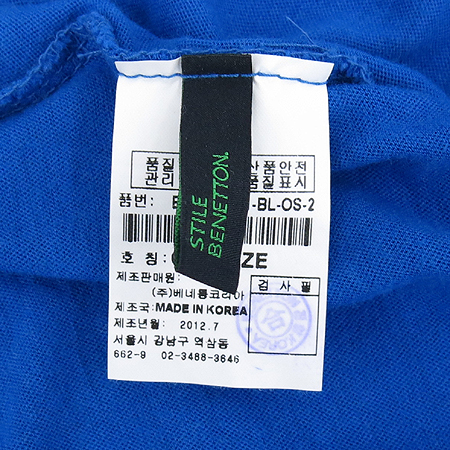 품질 사품안전
관리 품질표시
품번: -BL-OS-2
호 칭: ZE
제조판매원:
(주)베네통코리아
제조국:MADE IN KOREA
제조년월: 2012.7
서울시 강남구 역삼동
662-9 02-3488-3646
검 사 필
STILE
BENETTON.